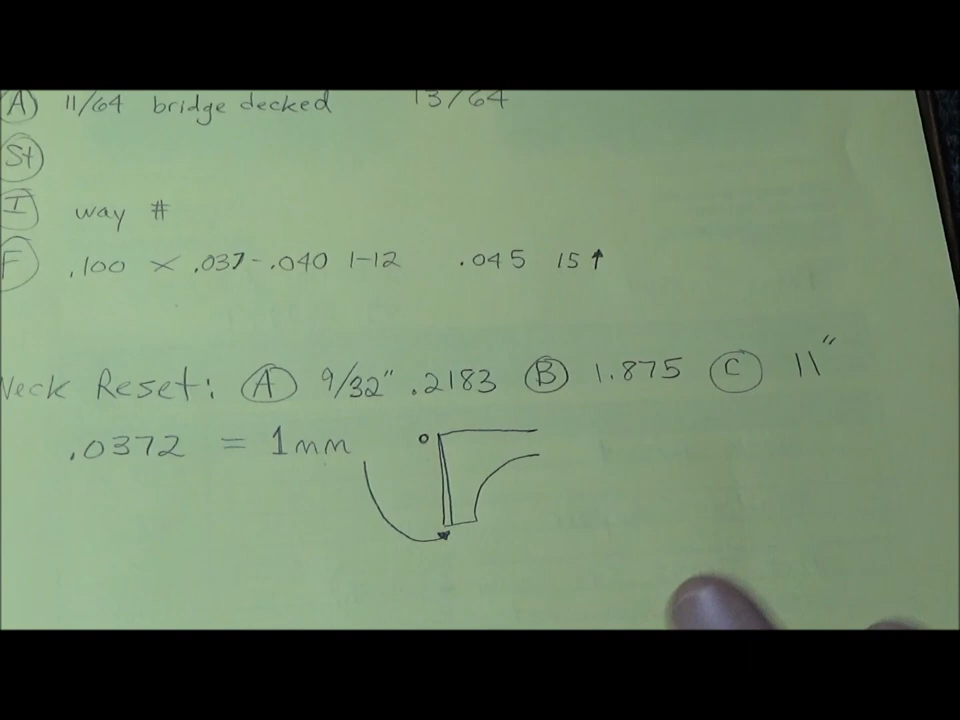 A 11/64 bridge decked 13/64
St
I way #
F .100 × .037-.040 1-12 .045 15↑
Neck Reset: A 9/32" .2183 B 1.875 C 11"
.0372 = 1mm
0